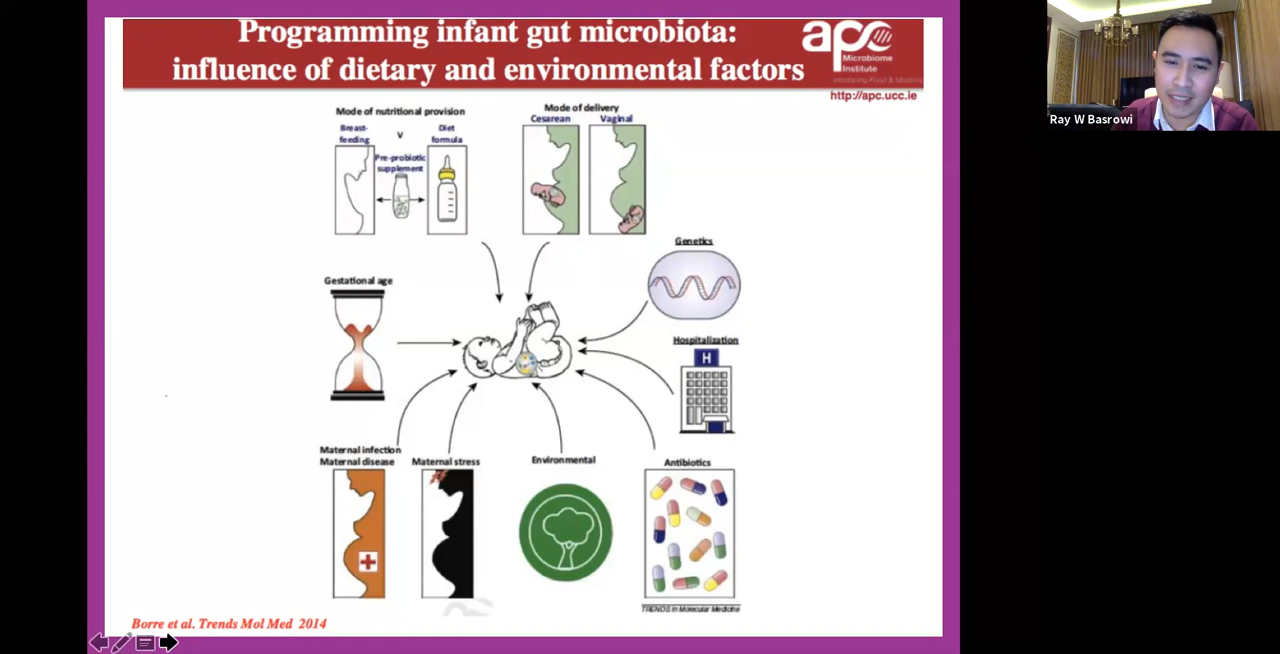 Programming infant gut microbiota:
influence of dietary and environmental factors
apc
Microbiome
Institute
Interfacing Food & Medicine
http://apc.ucc.ie
Ray W Basrowi
Mode of nutritional provision
Breast-
feeding
v
Diet
formula
Pre-probiotic
supplement
Mode of delivery
Cesarean
Vaginal
Genetics
Gestational age
Hospitalization
H
Maternal infection
Maternal disease
Maternal stress
Environmental
Antibiotics
TRENDS in Molecular Medicine
Borre et al. Trends Mol Med 2014